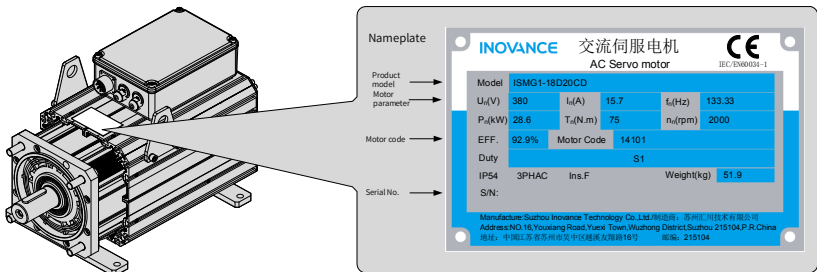 Nameplate
INOVANCE 交流伺服电机 CE
AC Servo motor IEC/EN60034-1
Product model
Model ISMG1-18D20CD
Motor parameter
Un(V) 380 In(A) 15.7 fn(Hz) 133.33
Pn(kW) 28.6 Tn(N.m) 75 nn(rpm) 2000
Motor code
EFF. 92.9% Motor Code 14101
Duty S1
IP54 3PHAC Ins.F Weight(kg) 51.9
Serial No.
S/N:
Manufacture:Suzhou Inovance Technology Co.,Ltd./制造商：苏州汇川技术有限公司
Address:NO.16,Youxiang Road,Yuexi Town,Wuzhong District,Suzhou 215104,P.R.China
地址：中国江苏省苏州市吴中区越溪友翔路16号 邮编：215104